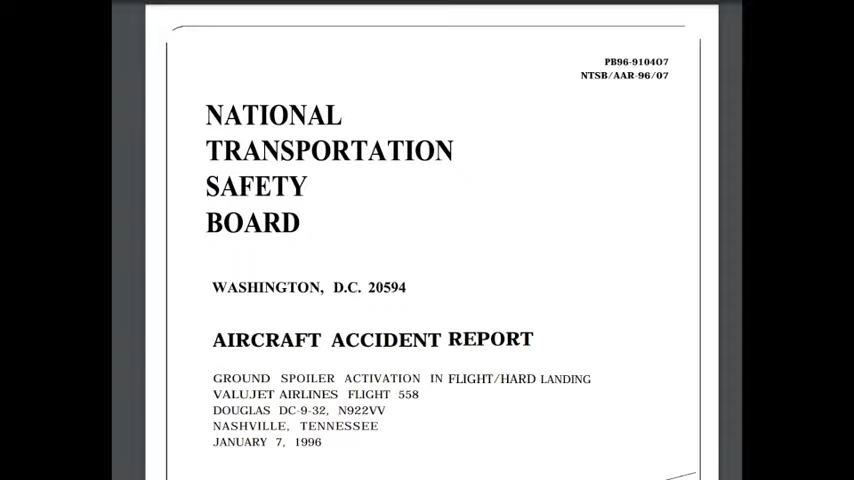 PB96-910407
NTSB/AAR-96/07
NATIONAL
TRANSPORTATION
SAFETY
BOARD
WASHINGTON, D.C. 20594
AIRCRAFT ACCIDENT REPORT
GROUND SPOILER ACTIVATION IN FLIGHT/HARD LANDING
VALUJET AIRLINES FLIGHT 558
DOUGLAS DC-9-32, N922VV
NASHVILLE, TENNESSEE
JANUARY 7, 1996